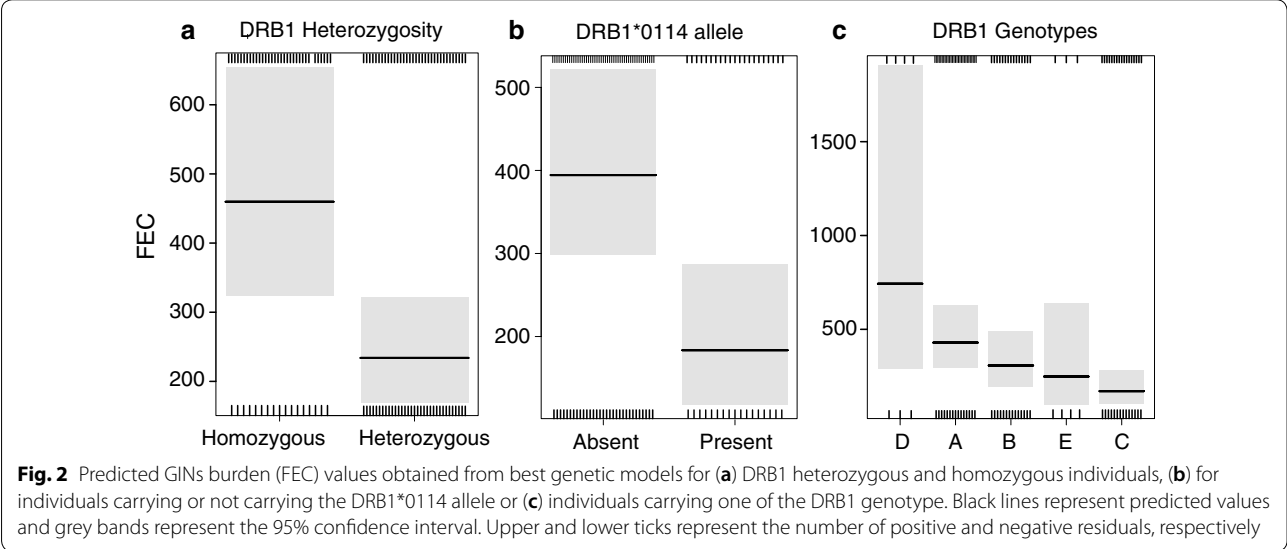 a DRB1 Heterozygosity
b DRB1*0114 allele
c DRB1 Genotypes
FEC
600
500
400
300
200
Homozygous Heterozygous
500
400
300
200
Absent Present
1500
1000
500
D A B E C
Fig. 2 Predicted GINs burden (FEC) values obtained from best genetic models for (a) DRB1 heterozygous and homozygous individuals, (b) for
individuals carrying or not carrying the DRB1*0114 allele or (c) individuals carrying one of the DRB1 genotype. Black lines represent predicted values
and grey bands represent the 95% confidence interval. Upper and lower ticks represent the number of positive and negative residuals, respectively